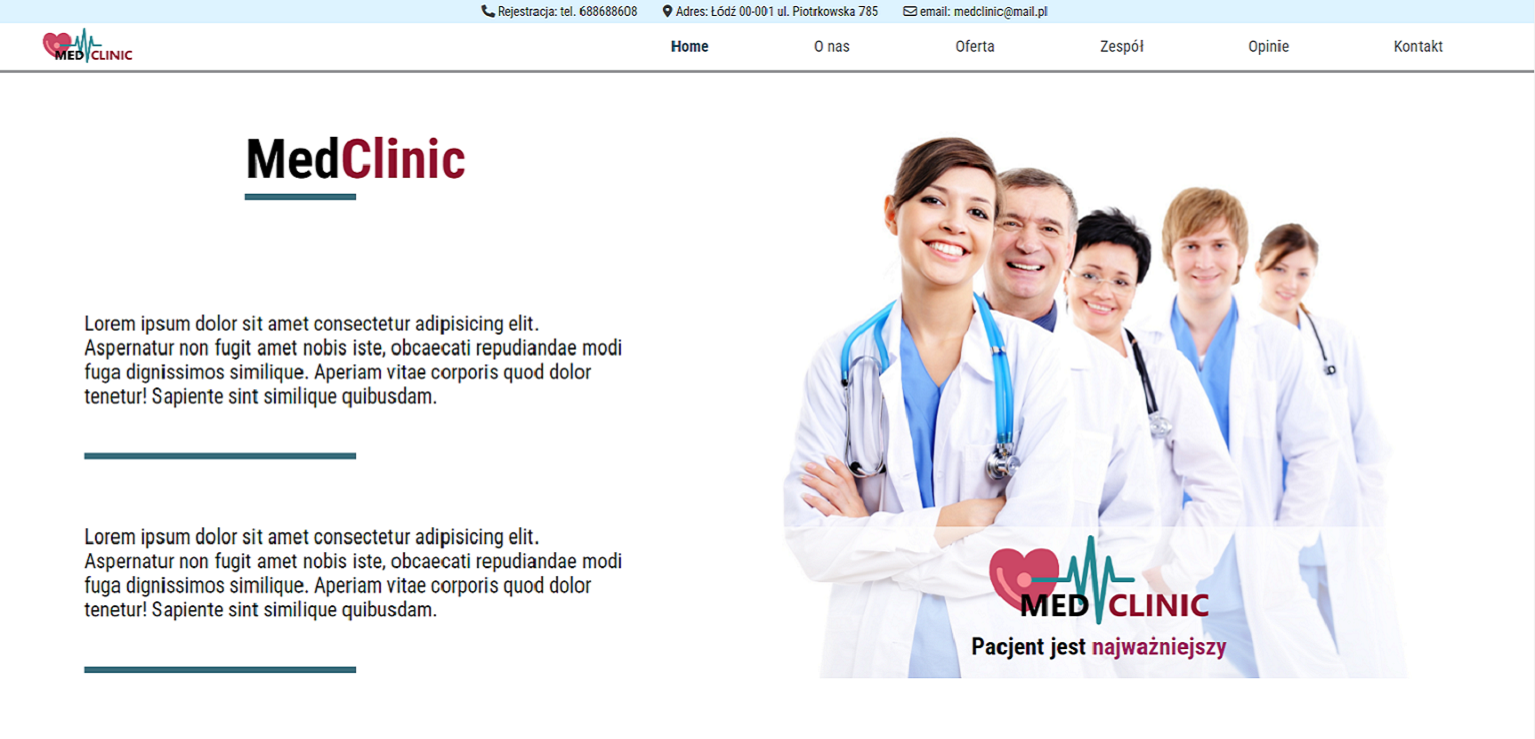 Rejestracja: tel. 688688608 Adres: Łódź 00-001 ul. Piotrkowska 785 email: medclinic@mail.pl
MED CLINIC Home O nas Oferta Zespół Opinie Kontakt
MedClinic
Lorem ipsum dolor sit amet consectetur adipisicing elit.
Aspernatur non fugit amet nobis iste, obcaecati repudiandae modi
fuga dignissimos similique. Aperiam vitae corporis quod dolor
tenetur! Sapiente sint similique quibusdam.
Lorem ipsum dolor sit amet consectetur adipisicing elit.
Aspernatur non fugit amet nobis iste, obcaecati repudiandae modi
fuga dignissimos similique. Aperiam vitae corporis quod dolor
tenetur! Sapiente sint similique quibusdam.
MED CLINIC
Pacjent jest najważniejszy